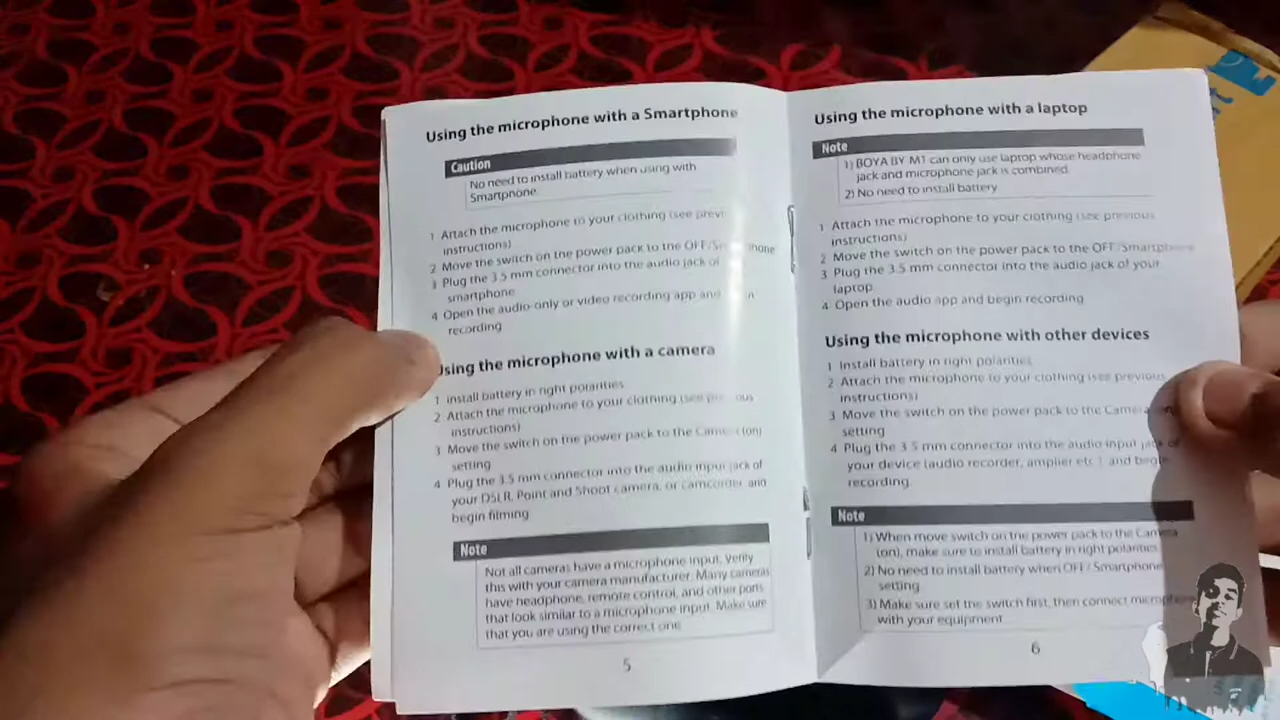 Using the microphone with a Smartphone
Caution
No need to install battery when using with
Smartphone.
1 Attach the microphone to your clothing (see
instructions)
2 Move the switch on the power pack to the OFF/
3 Plug the 3.5 mm connector into the audio jack of
smartphone
4 Open the audio-only or video recording app and
recording
Using the microphone with a camera
1 Install battery in right polarities
2 Attach the microphone to your clothing (see
instructions)
3 Move the switch on the power pack to the Camera (on)
setting
4 Plug the 3.5 mm connector into the audio input jack of
your DSLR, Point and Shoot camera, or camcorder and
begin filming
Note
Not all cameras have a microphone input. Verify
this with your camera manufacturer. Many cameras
have headphone, remote control, and other ports
that look similar to a microphone input. Make sure
that you are using the correct one
5
Using the microphone with a laptop
Note
1) BOYA BY M1 can only use laptop whose headphone
jack and microphone jack is combined.
2) No need to install battery
1 Attach the microphone to your clothing (see previous
instructions)
2 Move the switch on the power pack to the OFF/Smartphone
3 Plug the 3.5 mm connector into the audio jack of your
laptop
4 Open the audio app and begin recording
Using the microphone with other devices
1 Install battery in right polarities
2 Attach the microphone to your clothing (see previous
instructions)
3 Move the switch on the power pack to the Camera
setting
4 Plug the 3.5 mm connector into the audio input jack of
your device (audio recorder, amplier etc.) and begin
recording.
Note
1) When move switch on the power pack to the Camera
(on), make sure to install battery in right polarities
2) No need to install battery when OFF/ Smartphone
setting
3) Make sure set the switch first, then connect microphone
with your equipment
6